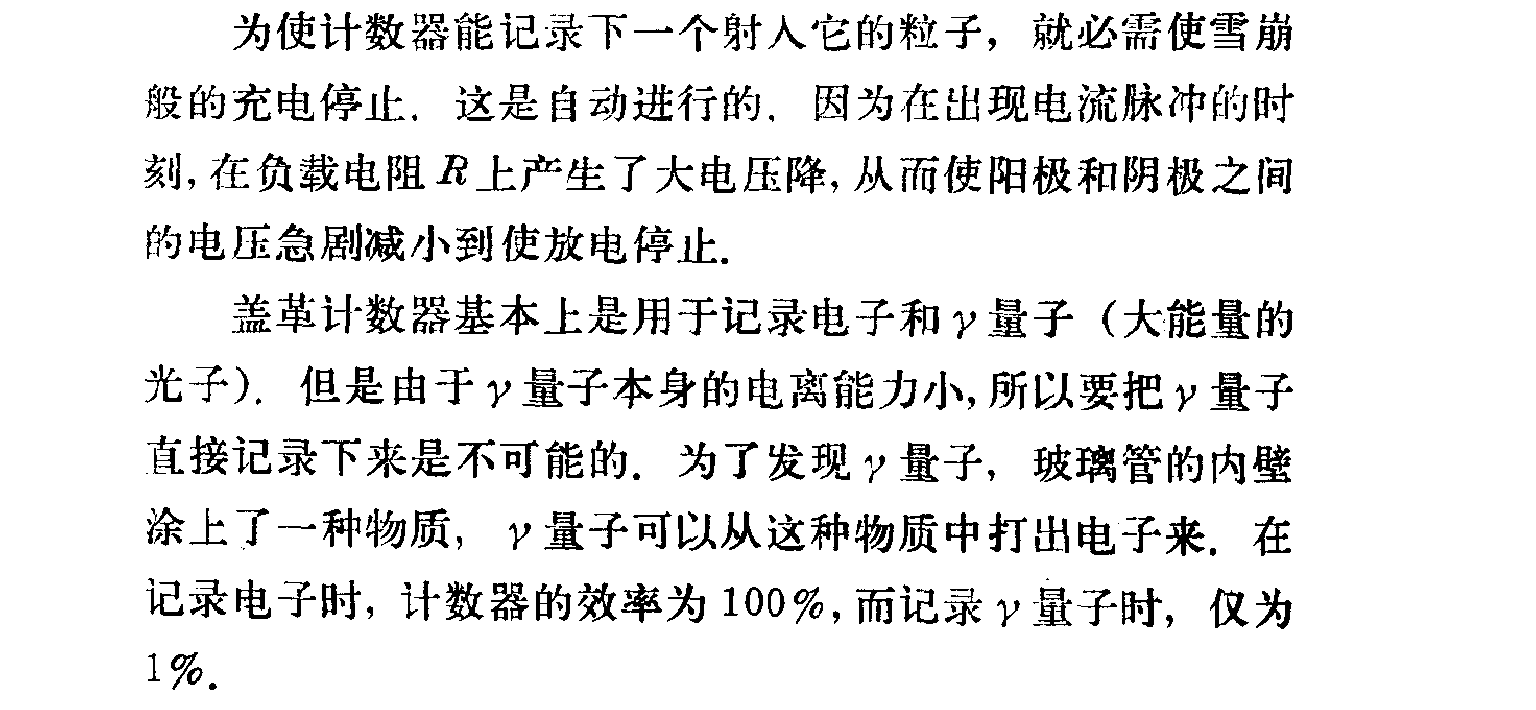 为使计数器能记录下一个射入它的粒子，就必需使雪崩
般的充电停止．这是自动进行的．因为在出现电流脉冲的时
刻，在负载电阻R上产生了大电压降，从而使阳极和阴极之间
的电压急剧减小到使放电停止．
盖革计数器基本上是用于记录电子和γ量子（大能量的
光子）．但是由于γ量子本身的电离能力小，所以要把γ量子
直接记录下来是不可能的．为了发现γ量子，玻璃管的内壁
涂上了一种物质，γ量子可以从这种物质中打出电子来．在
记录电子时，计数器的效率为100%，而记录γ量子时，仅为
1%．